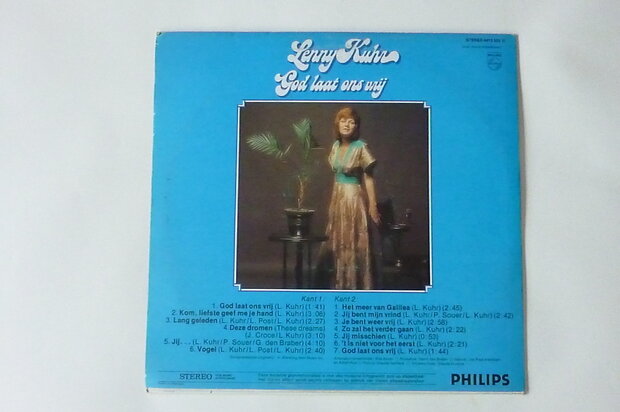 Lenny Kuhr
God laat ons vrij
PHILIPS
Kant 1
1. God laat ons vrij (L. Kuhr) (1:41)
2. Kom, liefste geef me je hand (L. Kuhr) (3:08)
3. Lang geleden (L. Kuhr/L. Post/L. Kuhr) (2:27)
4. Deze dromen (These dreams)
(J. Croce/L. Kuhr) (3:10)
5. Jij... (L. Kuhr/P. Souer/G. den Braber) (4:10)
6. Vogel (L. Kuhr/L. Post/L. Kuhr) (2:40)
Kant 2
1. Het meer van Galilea (L. Kuhr) (2:45)
2. Jij bent mijn vrind (L. Kuhr/P. Souer/L. Kuhr) (2:42)
3. Je bent weer vrij (L. Kuhr) (2:58)
4. Zo zal het verder gaan (L. Kuhr) (2:22)
5. Jij misschien (L. Kuhr) (0:53)
6. 't is niet voor het eerst (L. Kuhr) (2:21)
7. God laat ons vrij (L. Kuhr) (1:44)
STEREO
PHILIPS